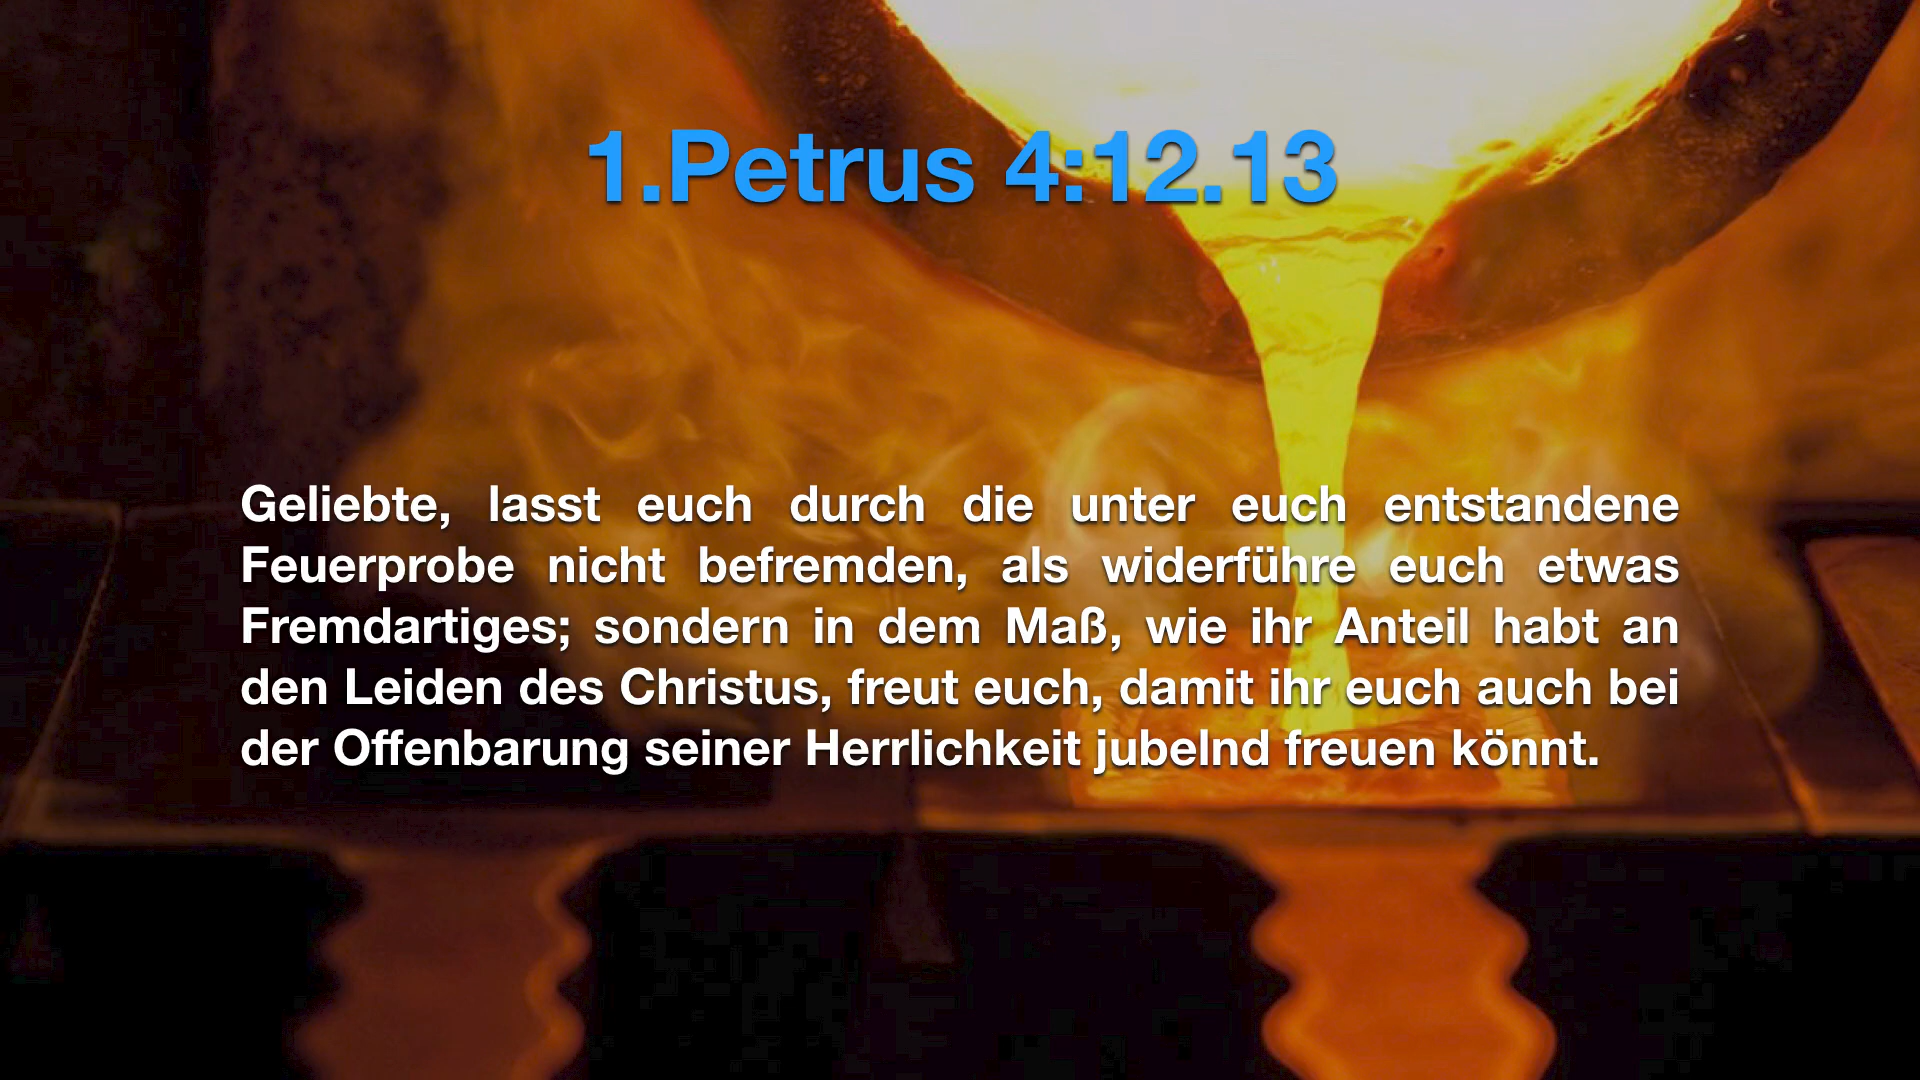 1.Petrus 4:12.13
Geliebte, lasst euch durch die unter euch entstandene
Feuerprobe nicht befremden, als widerführe euch etwas
Fremdartiges; sondern in dem Maß, wie ihr Anteil habt an
den Leiden des Christus, freut euch, damit ihr euch auch bei
der Offenbarung seiner Herrlichkeit jubelnd freuen könnt.